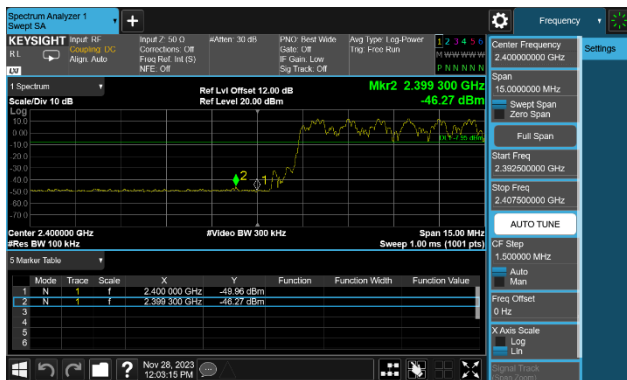 Spectrum Analyzer 1
Swept SA
Frequency
KEYSIGHT Input: RF
RL Coupling: DC
Align: Auto
LXI
Input Z: 50 Ω
Corrections: Off
Freq Ref: Int (S)
NFE: Off
#Atten: 30 dB
PNO: Best Wide
Gate: Off
IF Gain: Low
Sig Track: Off
Avg Type: Log-Power
Trig: Free Run
1 2 3 4 5 6
M W W W W W
P N N N N N
Center Frequency
2.400000000 GHz
Settings
Span
15.0000000 MHz
Swept Span
Zero Span
Full Span
Start Freq
2.392500000 GHz
Stop Freq
2.407500000 GHz
AUTO TUNE
CF Step
1.500000 MHz
Auto
Man
Freq Offset
0 Hz
X Axis Scale
Log
Lin
Signal Track
(Span Zoom)
1 Spectrum
Scale/Div 10 dB
Log
Ref Lvl Offset 12.00 dB
Ref Level 20.00 dBm
Mkr2 2.399 300 GHz
-46.27 dBm
10.0
0.00
-10.0
-20.0
-30.0
-40.0
-50.0
-60.0
-70.0
2
1
Center 2.400000 GHz
#Res BW 100 kHz
#Video BW 300 kHz
Span 15.00 MHz
Sweep 1.00 ms (1001 pts)
5 Marker Table
Mode Trace Scale X Y Function Function Width Function Value
1 N 1 f 2.400 000 GHz -49.96 dBm
2 N 1 f 2.399 300 GHz -46.27 dBm
3
4
5
6
?
Nov 28, 2023
12:03:15 PM